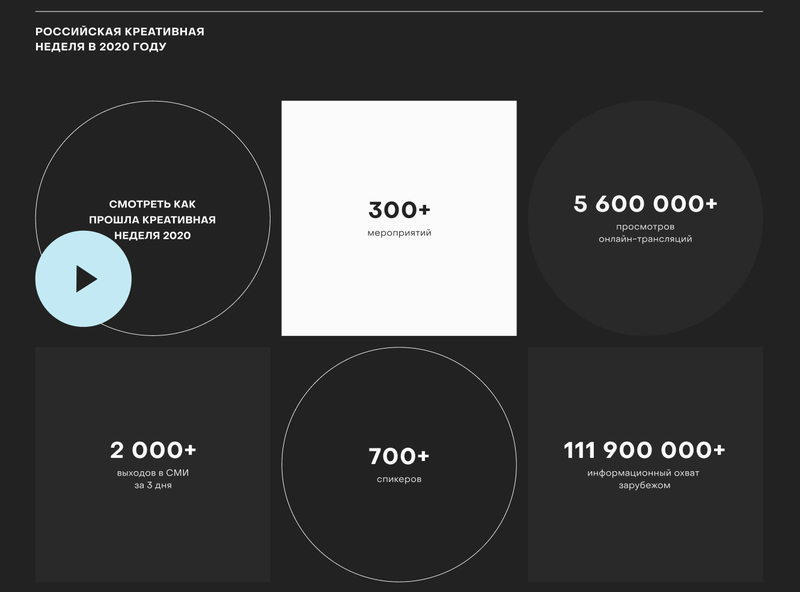 РОССИЙСКАЯ КРЕАТИВНАЯ
НЕДЕЛЯ В 2020 ГОДУ
СМОТРЕТЬ КАК
ПРОШЛА КРЕАТИВНАЯ
НЕДЕЛЯ 2020
300+
мероприятий
5 600 000+
просмотров
онлайн-трансляций
2 000+
выходов в СМИ
за 3 дня
700+
спикеров
111 900 000+
информационный охват
зарубежом